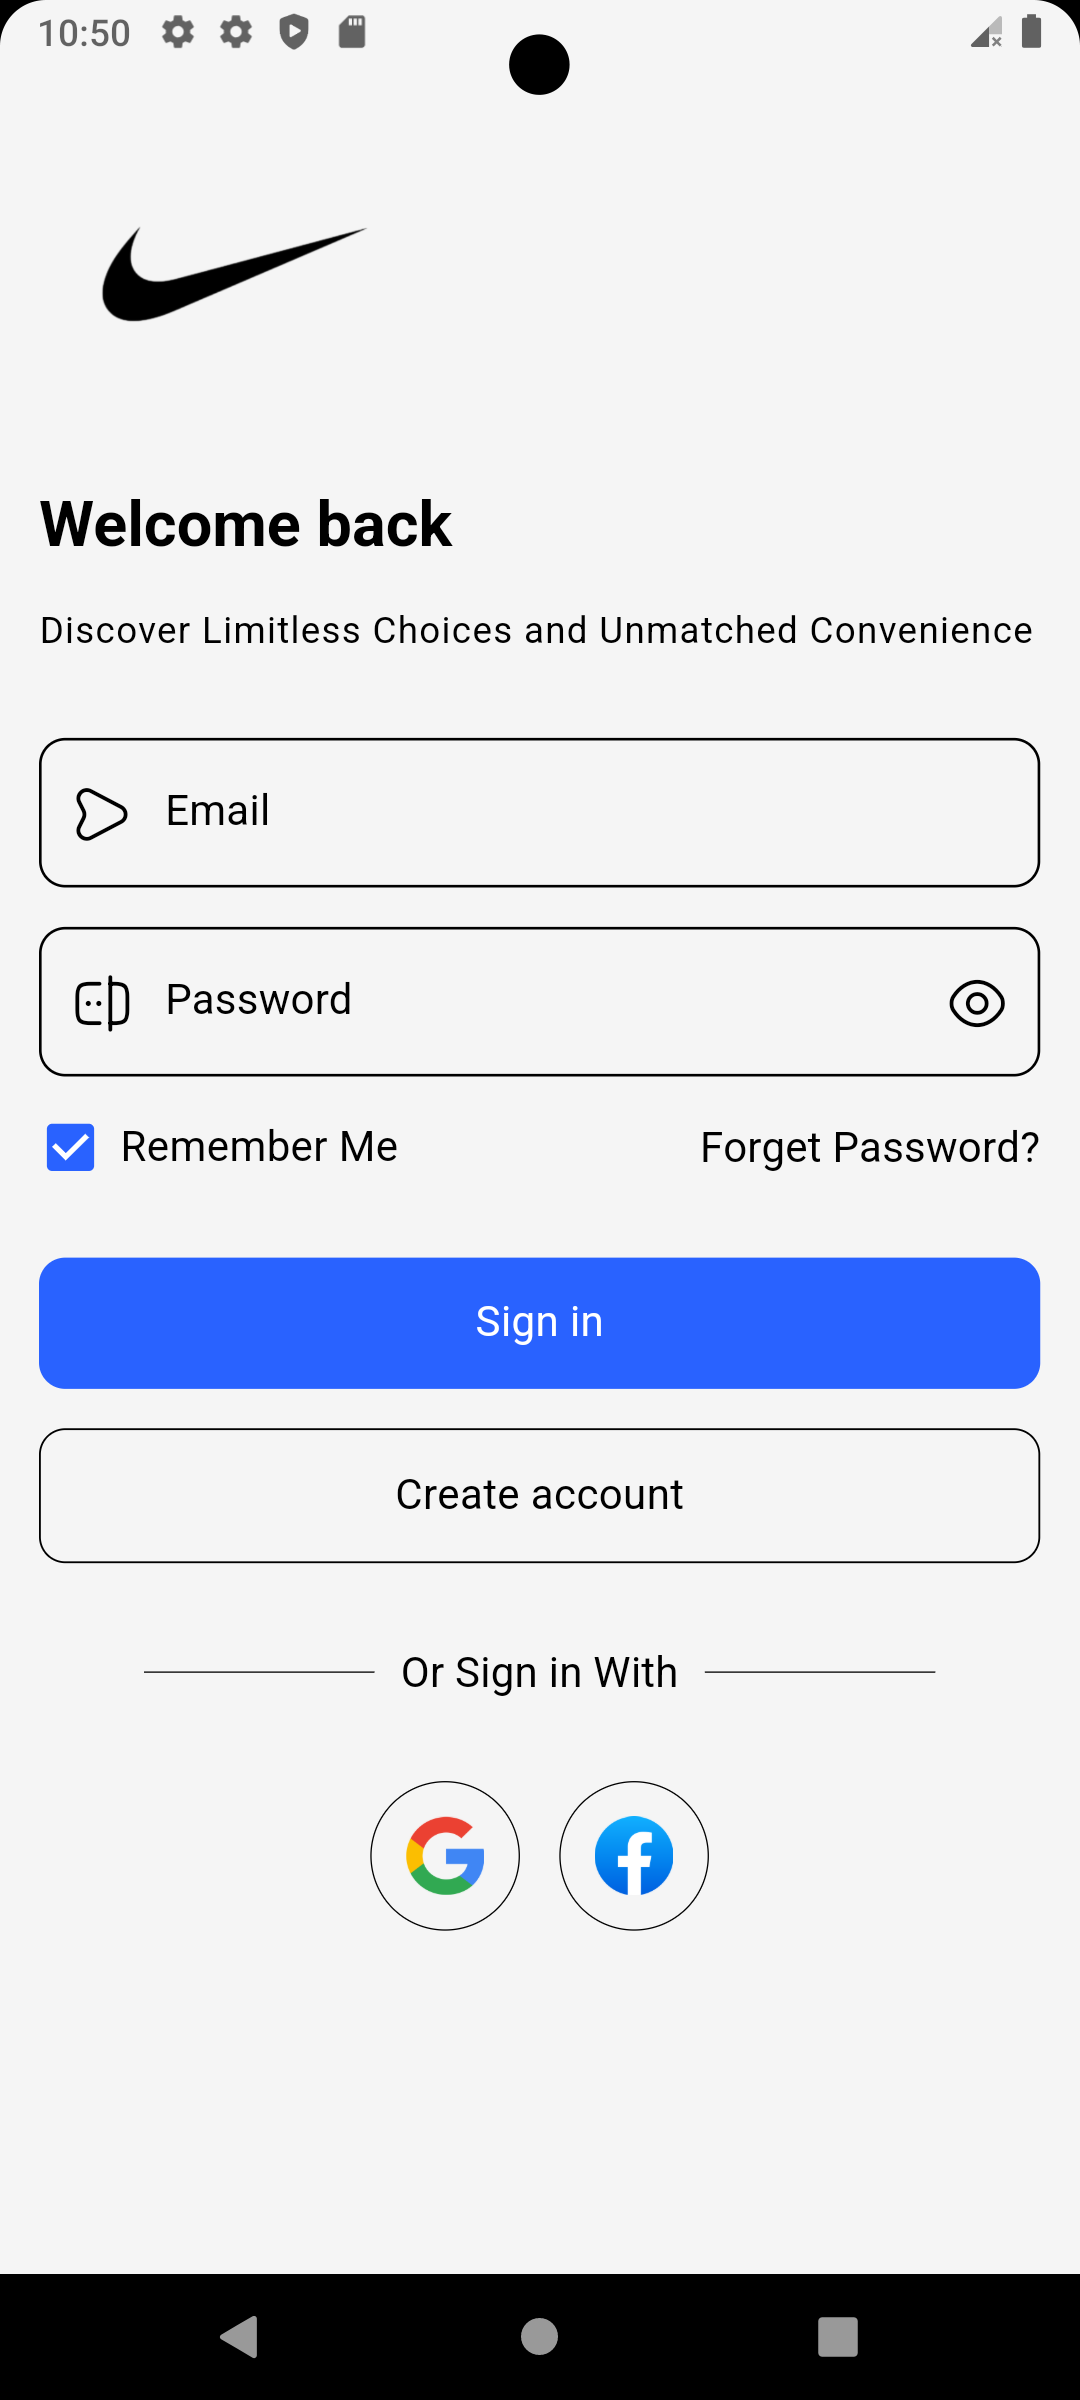 10:50
Welcome back
Discover Limitless Choices and Unmatched Convenience
Email
Password
Remember Me
Forget Password?
Sign in
Create account
Or Sign in With